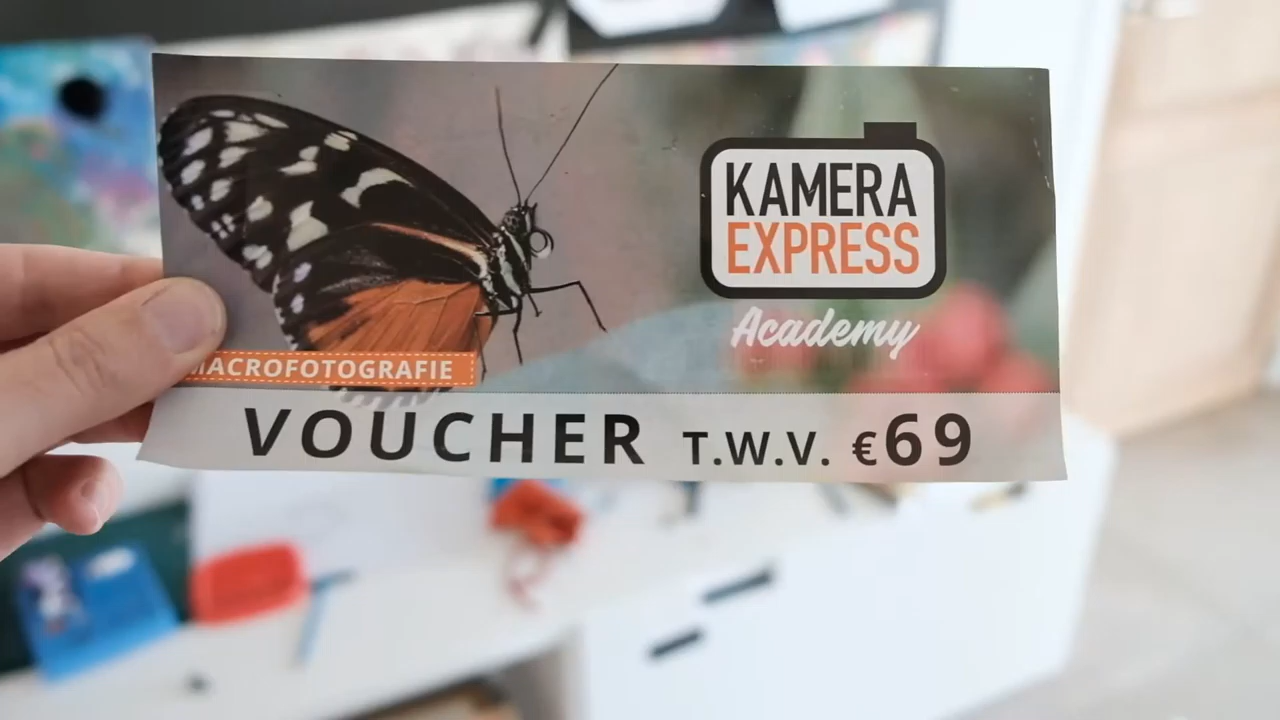 KAMERA
EXPRESS
Academy
MACROFOTOGRAFIE
VOUCHER T.W.V. €69